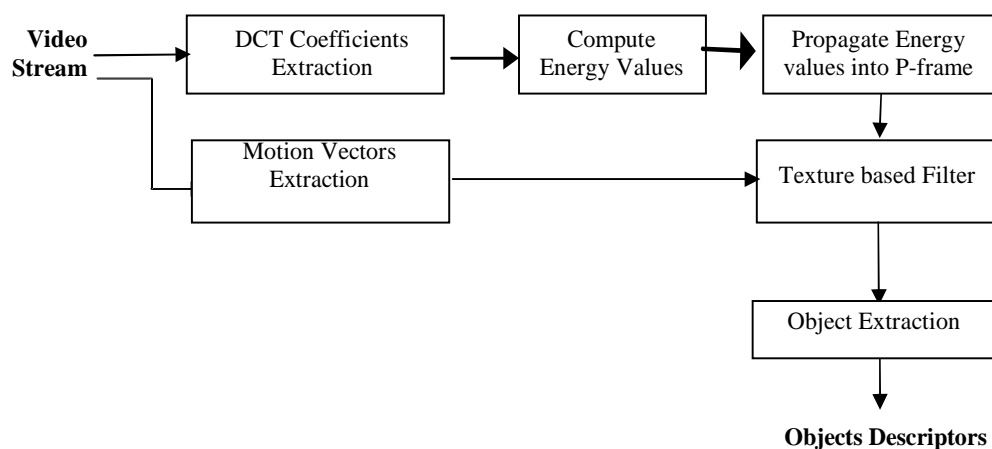 Video
Stream
DCT Coefficients
Extraction
Compute
Energy Values
Propagate Energy
values into P-frame
Motion Vectors
Extraction
Texture based Filter
Object Extraction
Objects Descriptors